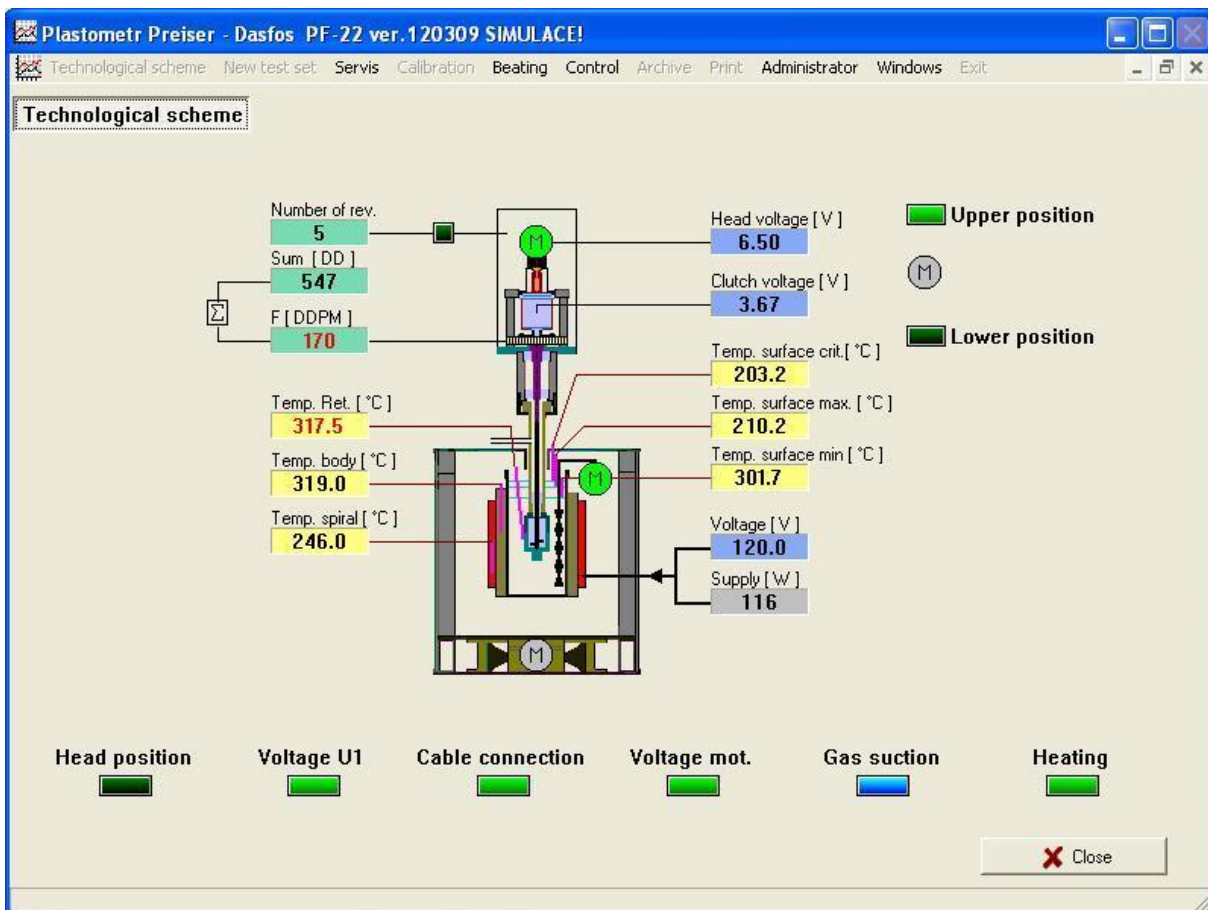 Plastometr Preiser - Dasfos PF-22 ver.120309 SIMULACE!
Technological scheme New test set Servis Calibration Beating Control Archive Print Administrator Windows Exit
Technological scheme
Number of rev.
5
Sum [ DD ]
547
Σ
F [ DDPM ]
170
Temp. Ret. [ °C ]
317.5
Temp. body [ °C ]
319.0
Temp. spiral [ °C ]
246.0
M
M
M
Head voltage [ V ]
6.50
Clutch voltage [ V ]
3.67
Temp. surface crit.[ °C ]
203.2
Temp. surface max. [ °C ]
210.2
Temp. surface min [ °C ]
301.7
Voltage [ V ]
120.0
Supply [ W ]
116
Upper position
M
Lower position
Head position Voltage U1 Cable connection Voltage mot. Gas suction Heating
Close